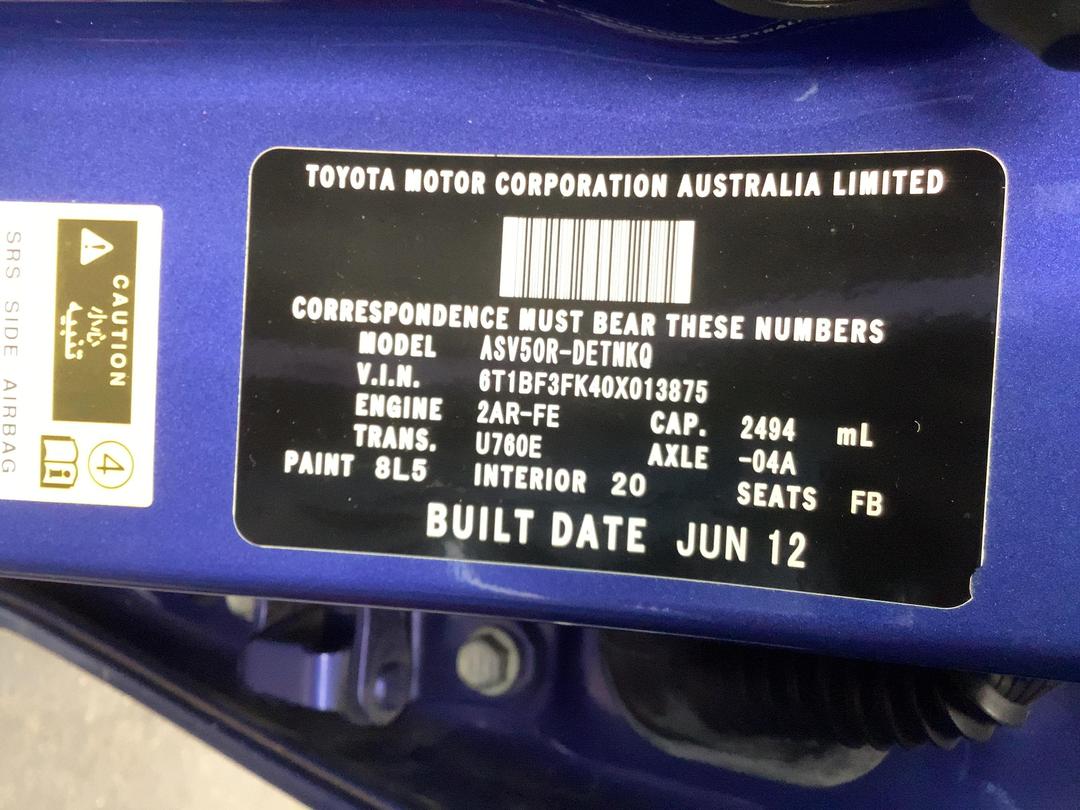 TOYOTA MOTOR CORPORATION AUSTRALIA LIMITED
CORRESPONDENCE MUST BEAR THESE NUMBERS
MODEL ASV50R-DETNKQ
V.I.N. 6T1BF3FK40X013875
ENGINE 2AR-FE CAP. 2494 mL
TRANS. U760E AXLE -04A
PAINT 8L5 INTERIOR 20 SEATS FB
BUILT DATE JUN 12
CAUTION
小心
تنبيه
4
i
SRS SIDE AIRBAG